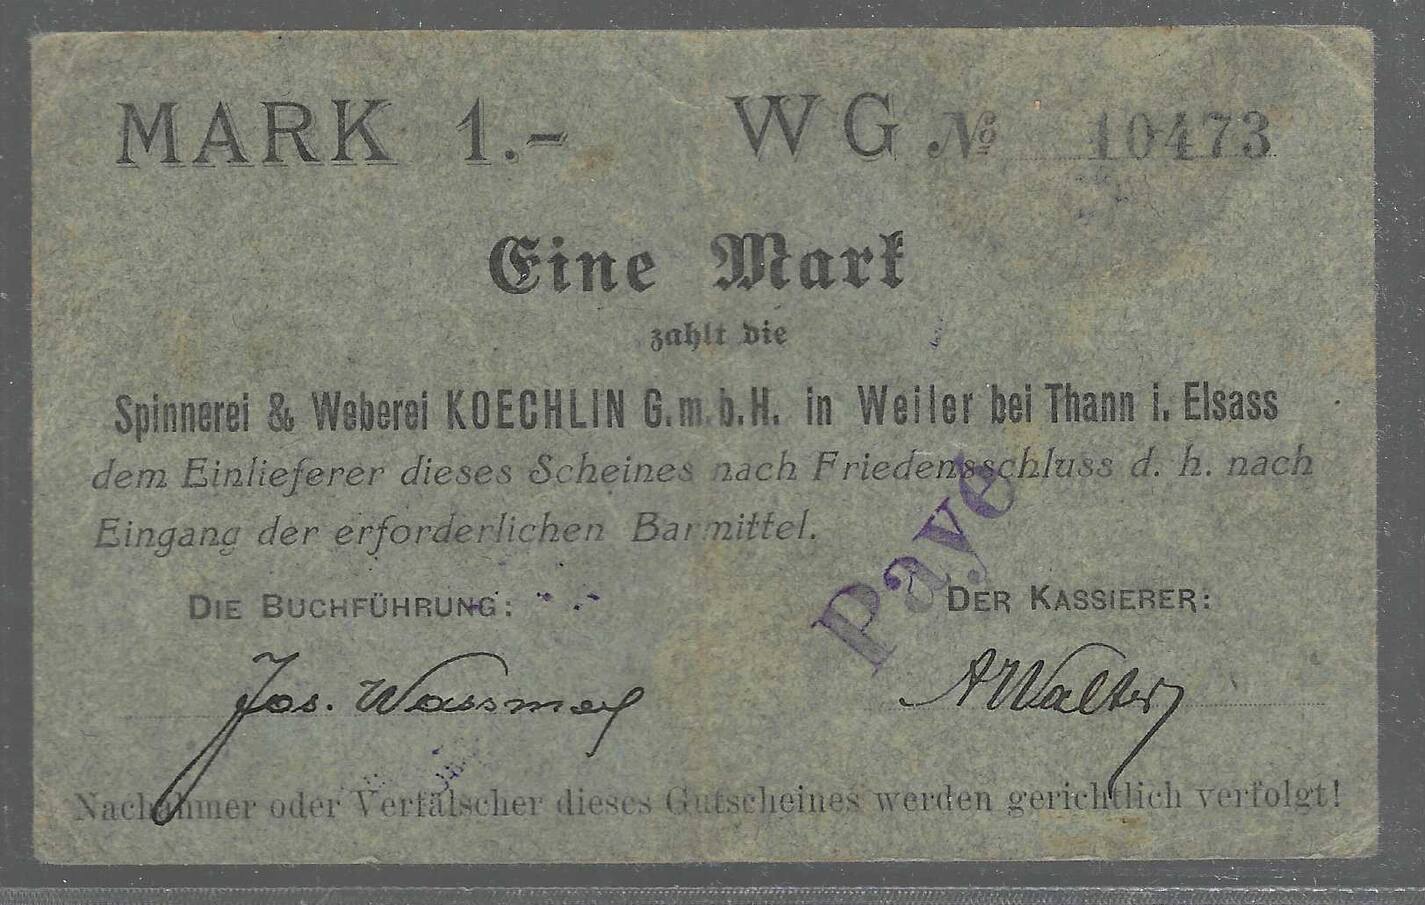 MARK 1.- WG № 10473
Eine Mark
zahlt die
Spinnerei & Weberei KOECHLIN G.m.b.H. in Weiler bei Thann i. Elsass
dem Einlieferer dieses Scheines nach Friedensschluss d. h. nach
Eingang der erforderlichen Barmittel.
Payé
DIE BUCHFÜHRUNG: DER KASSIERER:
Jos. Wassmer A Walter
Nachahmer oder Verfälscher dieses Gutscheines werden gerichtlich verfolgt!